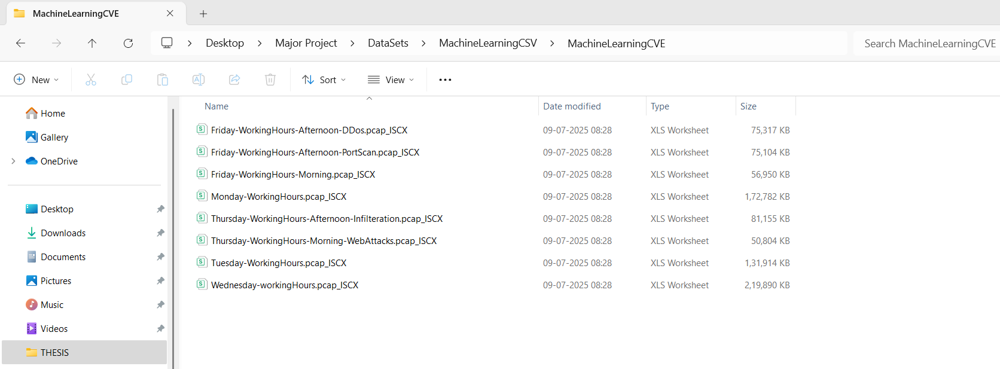 MachineLearningCVE
Desktop > Major Project > DataSets > MachineLearningCSV > MachineLearningCVE
Search MachineLearningCVE
New
Sort
View
Home
Gallery
OneDrive
Desktop
Downloads
Documents
Pictures
Music
Videos
THESIS
Name Date modified Type Size
Friday-WorkingHours-Afternoon-DDos.pcap_ISCX 09-07-2025 08:28 XLS Worksheet 75,317 KB
Friday-WorkingHours-Afternoon-PortScan.pcap_ISCX 09-07-2025 08:28 XLS Worksheet 75,104 KB
Friday-WorkingHours-Morning.pcap_ISCX 09-07-2025 08:28 XLS Worksheet 56,950 KB
Monday-WorkingHours.pcap_ISCX 09-07-2025 08:28 XLS Worksheet 1,72,782 KB
Thursday-WorkingHours-Afternoon-Infilteration.pcap_ISCX 09-07-2025 08:28 XLS Worksheet 81,155 KB
Thursday-WorkingHours-Morning-WebAttacks.pcap_ISCX 09-07-2025 08:28 XLS Worksheet 50,804 KB
Tuesday-WorkingHours.pcap_ISCX 09-07-2025 08:28 XLS Worksheet 1,31,914 KB
Wednesday-workingHours.pcap_ISCX 09-07-2025 08:28 XLS Worksheet 2,19,890 KB